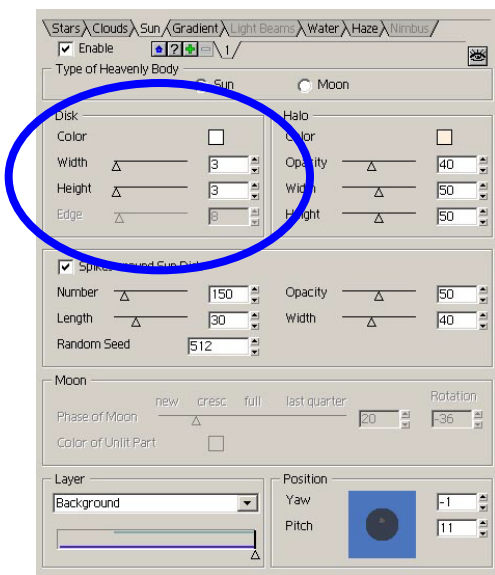 Stars Clouds Sun Gradient Light Beams Water Haze Nimbus
Enable ? 1
Type of Heavenly Body
Sun Moon
Disk Halo
Color Color
Width 3 Opacity 40
Height 3 Width 50
Edge 8 Height 50
Spikes around Sun Disk
Number 150 Opacity 50
Length 30 Width 40
Random Seed 512
Moon
new cresc full last quarter Rotation
Phase of Moon 20 -36
Color of Unlit Part
Layer Position
Background Yaw -1
Pitch 11